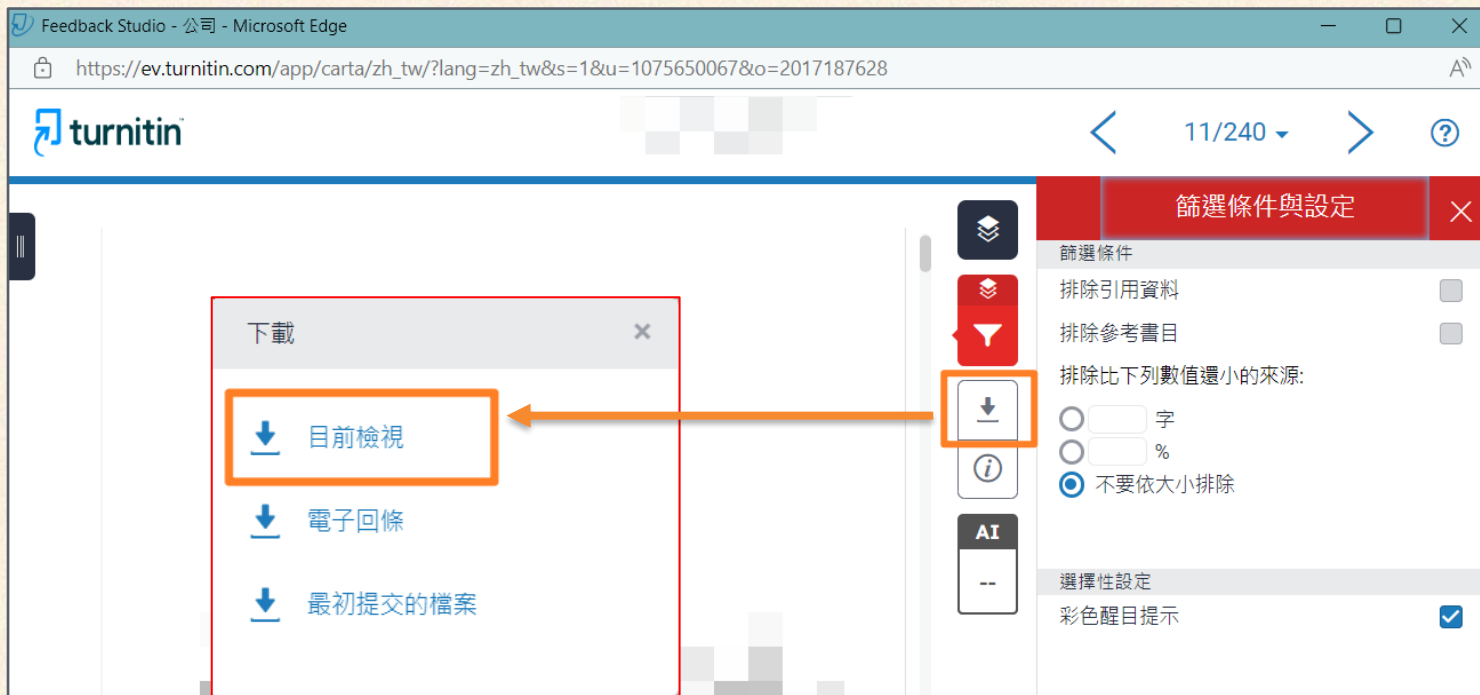 Feedback Studio - 公司 - Microsoft Edge
https://ev.turnitin.com/app/carta/zh_tw/?lang=zh_tw&s=1&u=1075650067&o=2017187628
turnitin
11/240
篩選條件與設定
篩選條件
排除引用資料
排除參考書目
排除比下列數值還小的來源:
字
%
不要依大小排除
選擇性設定
彩色醒目提示
AI
--
下載
目前檢視
電子回條
最初提交的檔案